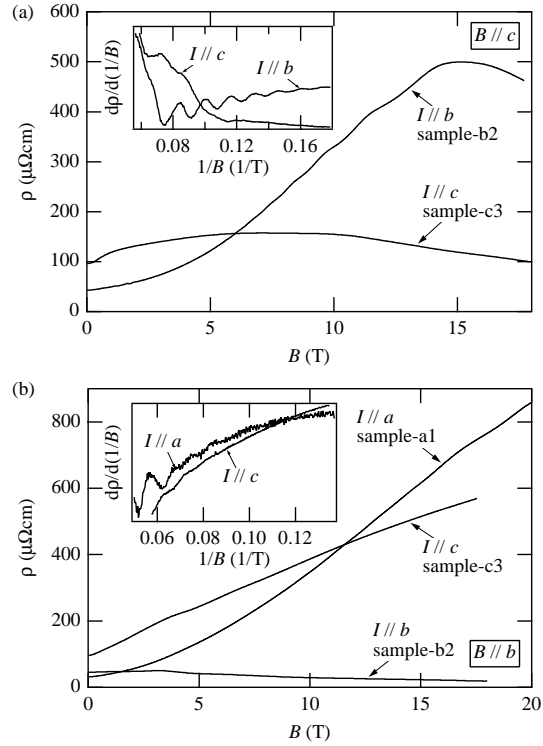 (a)
600
500
400
300
200
100
0
ρ (μΩcm)
0
5
10
15
B (T)
B // c
I // b
sample-b2
I // c
sample-c3
dρ/d(1/B)
I // c
I // b
0.08
0.12
0.16
1/B (1/T)
(b)
800
600
400
200
0
ρ (μΩcm)
0
5
10
15
20
B (T)
I // a
sample-a1
I // c
sample-c3
I // b
sample-b2
B // b
dρ/d(1/B)
I // a
I // c
0.06
0.08
0.10
0.12
1/B (1/T)